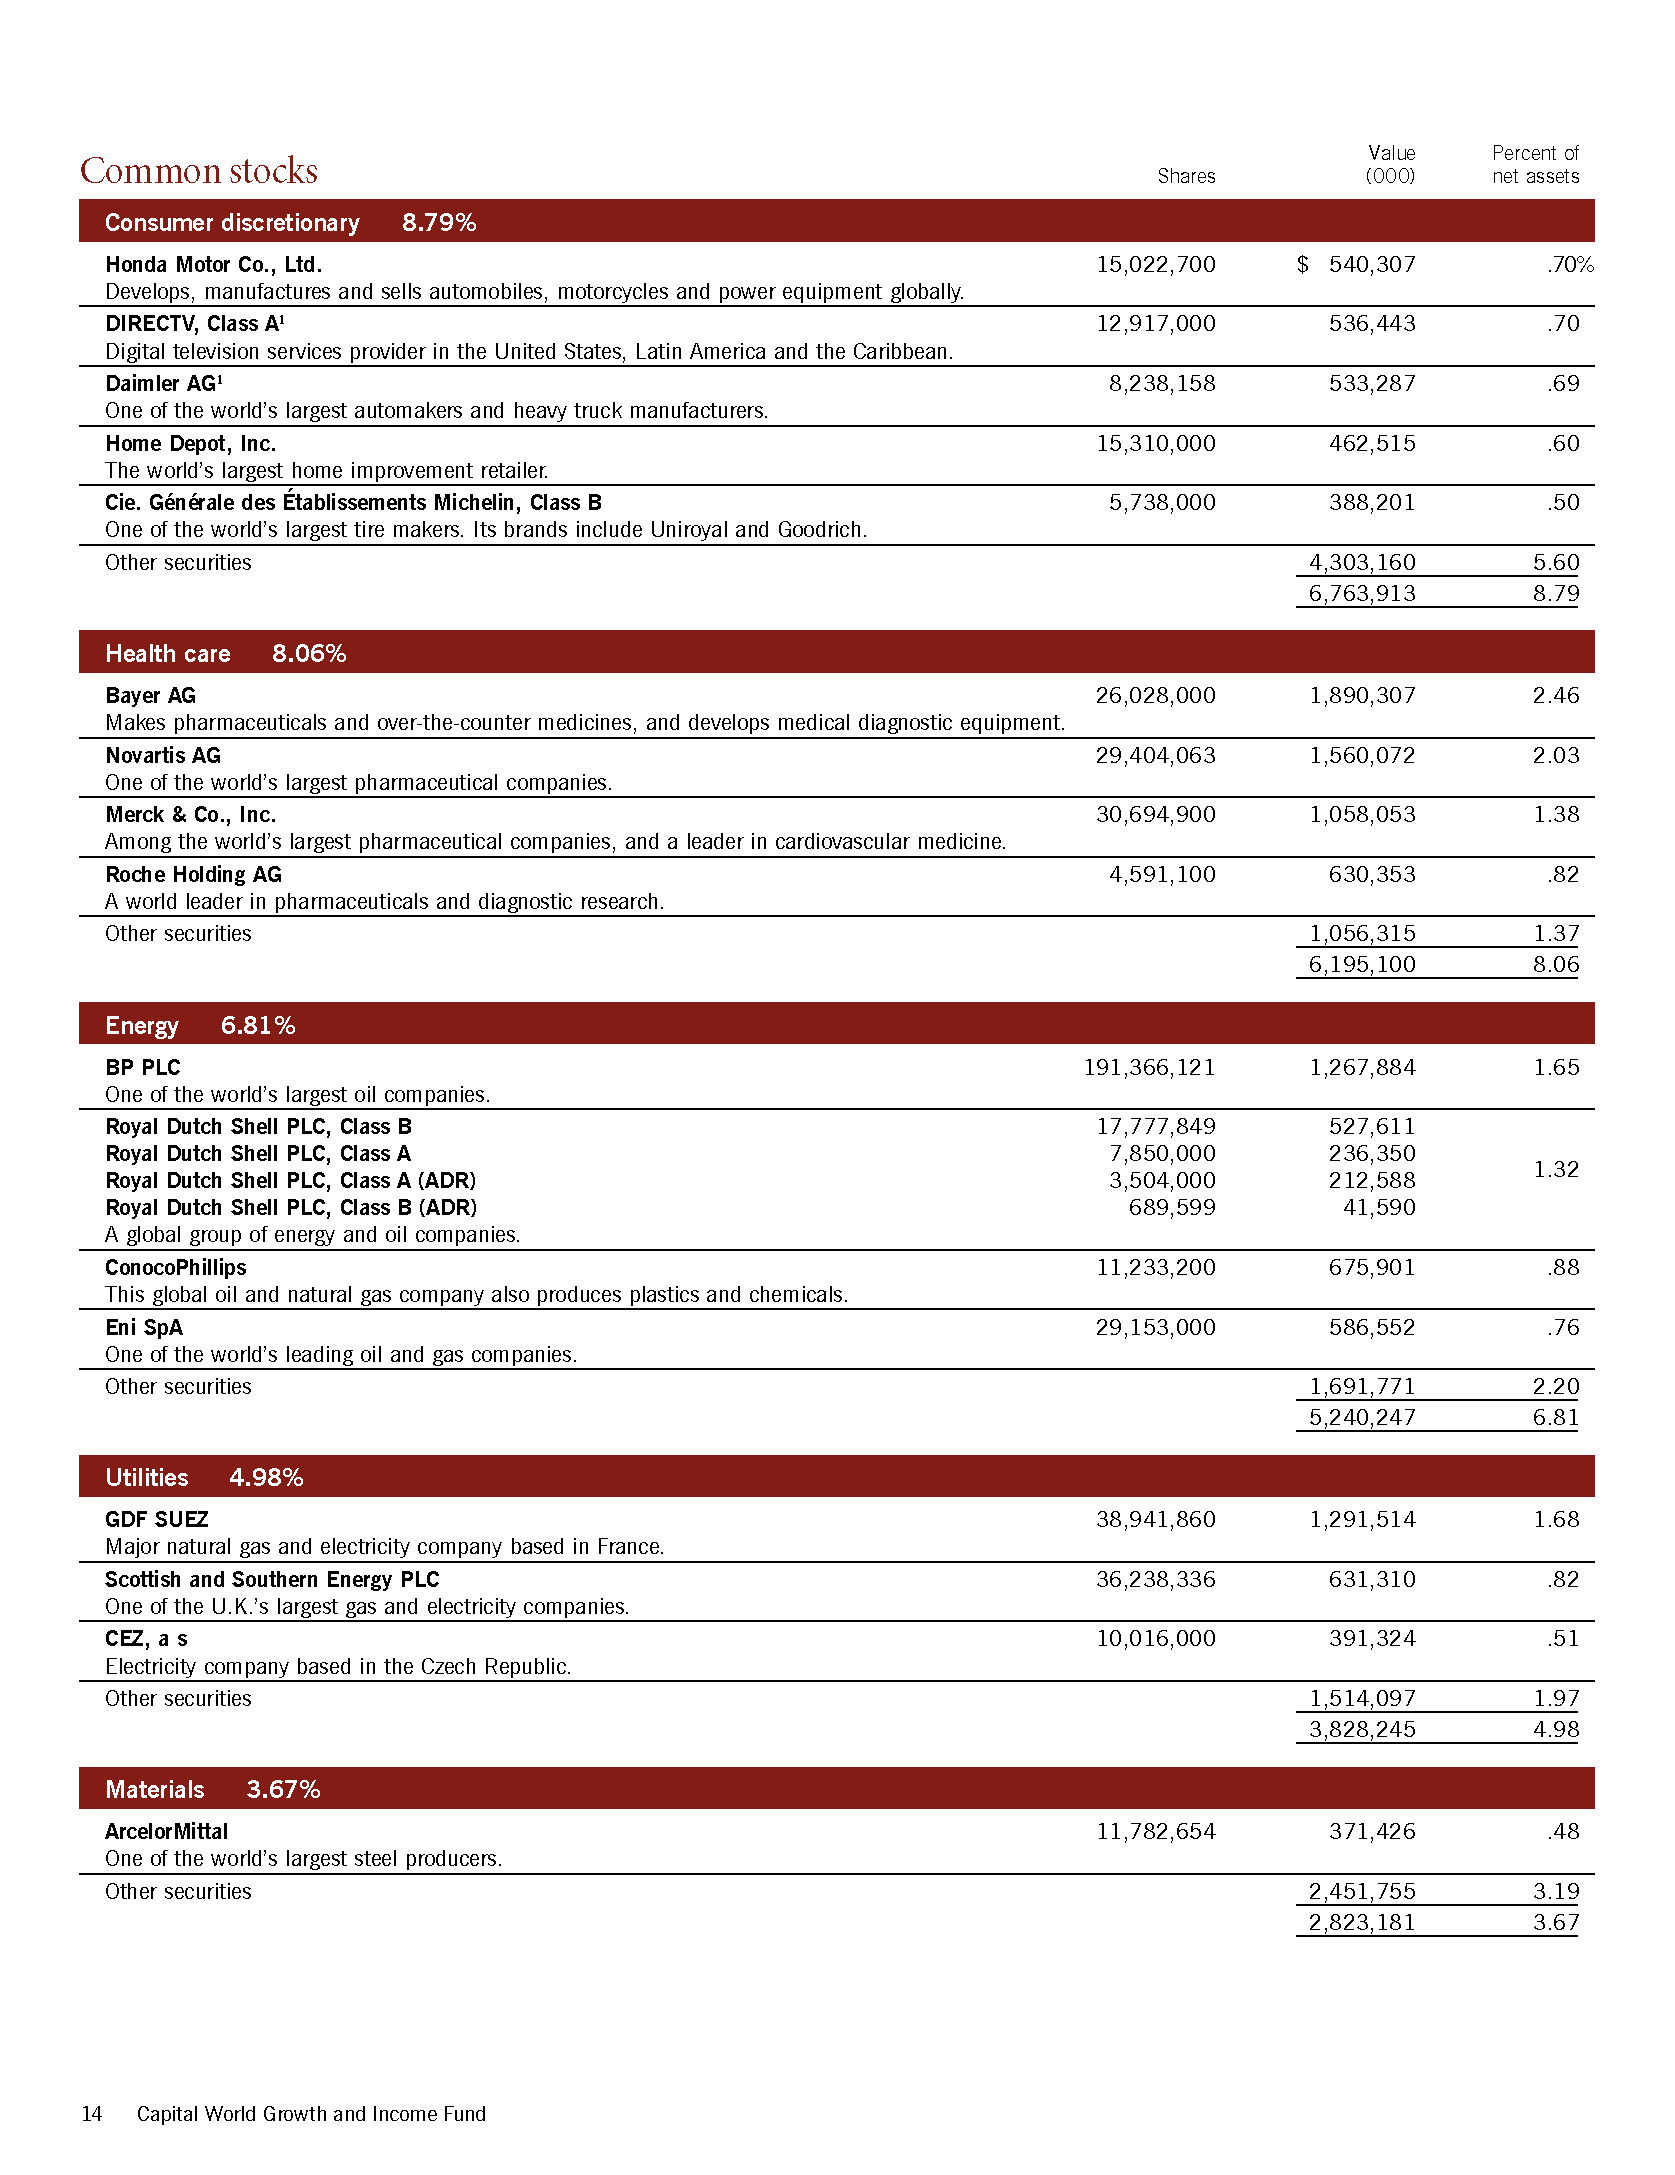 Common stocks Shares Value (000) Percent of net assets
Consumer discretionary 8.79%
Honda Motor Co., Ltd. 15,022,700 $ 540,307 .70%
Develops, manufactures and sells automobiles, motorcycles and power equipment globally.
DIRECTV, Class A¹ 12,917,000 536,443 .70
Digital television services provider in the United States, Latin America and the Caribbean.
Daimler AG¹ 8,238,158 533,287 .69
One of the world’s largest automakers and heavy truck manufacturers.
Home Depot, Inc. 15,310,000 462,515 .60
The world’s largest home improvement retailer.
Cie. Générale des Établissements Michelin, Class B 5,738,000 388,201 .50
One of the world’s largest tire makers. Its brands include Uniroyal and Goodrich.
Other securities 4,303,160 5.60
6,763,913 8.79
Health care 8.06%
Bayer AG 26,028,000 1,890,307 2.46
Makes pharmaceuticals and over-the-counter medicines, and develops medical diagnostic equipment.
Novartis AG 29,404,063 1,560,072 2.03
One of the world’s largest pharmaceutical companies.
Merck & Co., Inc. 30,694,900 1,058,053 1.38
Among the world’s largest pharmaceutical companies, and a leader in cardiovascular medicine.
Roche Holding AG 4,591,100 630,353 .82
A world leader in pharmaceuticals and diagnostic research.
Other securities 1,056,315 1.37
6,195,100 8.06
Energy 6.81%
BP PLC 191,366,121 1,267,884 1.65
One of the world’s largest oil companies.
Royal Dutch Shell PLC, Class B 17,777,849 527,611
Royal Dutch Shell PLC, Class A 7,850,000 236,350
1.32
Royal Dutch Shell PLC, Class A (ADR) 3,504,000 212,588
Royal Dutch Shell PLC, Class B (ADR) 689,599 41,590
A global group of energy and oil companies.
ConocoPhillips 11,233,200 675,901 .88
This global oil and natural gas company also produces plastics and chemicals.
Eni SpA 29,153,000 586,552 .76
One of the world’s leading oil and gas companies.
Other securities 1,691,771 2.20
5,240,247 6.81
Utilities 4.98%
GDF SUEZ 38,941,860 1,291,514 1.68
Major natural gas and electricity company based in France.
Scottish and Southern Energy PLC 36,238,336 631,310 .82
One of the U.K.’s largest gas and electricity companies.
CEZ, a s 10,016,000 391,324 .51
Electricity company based in the Czech Republic.
Other securities 1,514,097 1.97
3,828,245 4.98
Materials 3.67%
ArcelorMittal 11,782,654 371,426 .48
One of the world’s largest steel producers.
Other securities 2,451,755 3.19
2,823,181 3.67
14 Capital World Growth and Income Fund